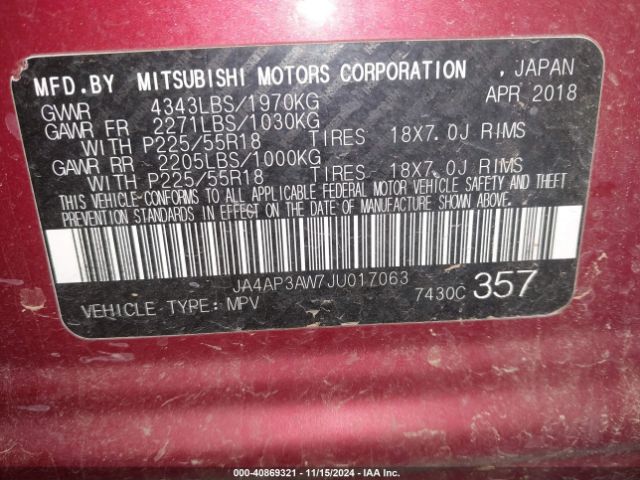 MFD.BY MITSUBISHI MOTORS CORPORATION , JAPAN
GVWR 4343LBS/1970KG APR 2018
GAWR FR 2271LBS/1030KG
WITH P225/55R18 TIRES 18X7.0J RIMS
GAWR RR 2205LBS/1000KG
WITH P225/55R18 TIRES 18X7.0J RIMS
THIS VEHICLE CONFORMS TO ALL APPLICABLE FEDERAL MOTOR VEHICLE SAFETY AND THEFT
PREVENTION STANDARDS IN EFFECT ON THE DATE OF MANUFACTURE SHOWN ABOVE.
JA4AP3AW7JU017063
VEHICLE TYPE: MPV 7430C 357
000-40869321 - 11/15/2024 - IAA Inc.